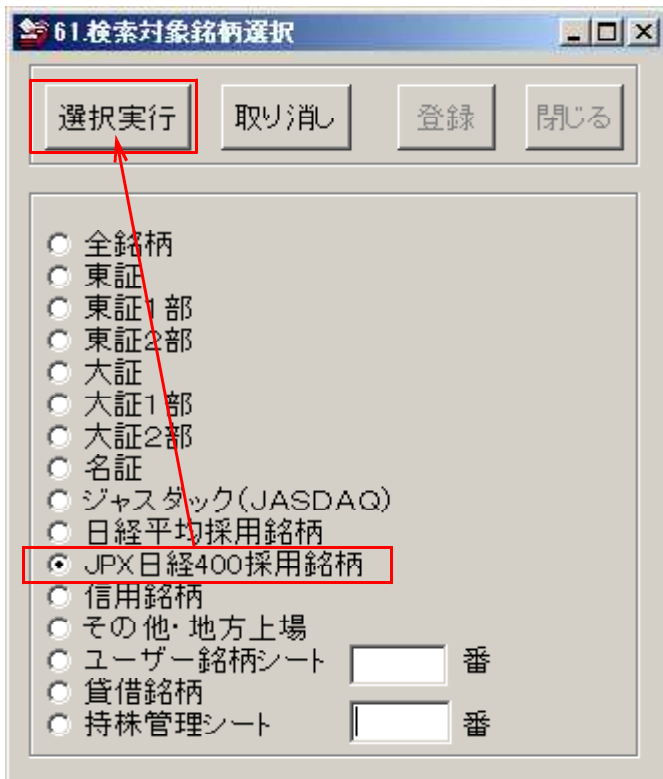 61.検索対象銘柄選択
選択実行 取り消し 登録 閉じる
全銘柄
東証
東証1部
東証2部
大証
大証1部
大証2部
名証
ジャスダック(JASDAQ)
日経平均採用銘柄
JPX日経400採用銘柄
信用銘柄
その他・地方上場
ユーザー銘柄シート 番
貸借銘柄
持株管理シート 番